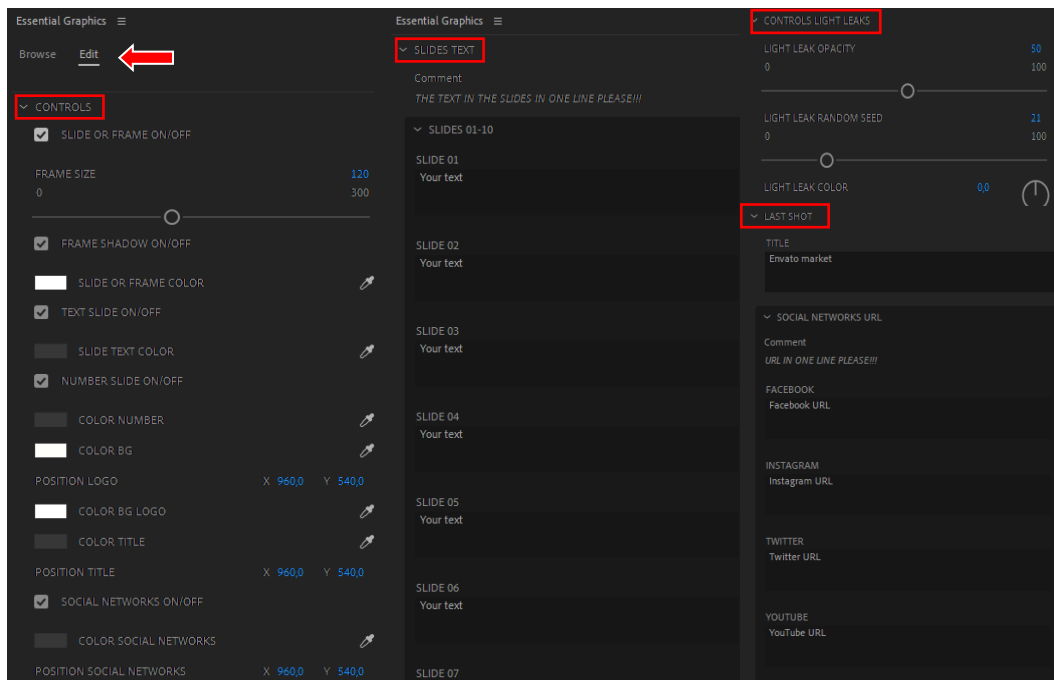 Essential Graphics
Browse Edit
CONTROLS
SLIDE OR FRAME ON/OFF
FRAME SIZE 120
0 300
FRAME SHADOW ON/OFF
SLIDE OR FRAME COLOR
TEXT SLIDE ON/OFF
SLIDE TEXT COLOR
NUMBER SLIDE ON/OFF
COLOR NUMBER
COLOR BG
POSITION LOGO X 960,0 Y 540,0
COLOR BG LOGO
COLOR TITLE
POSITION TITLE X 960,0 Y 540,0
SOCIAL NETWORKS ON/OFF
COLOR SOCIAL NETWORKS
POSITION SOCIAL NETWORKS X 960,0 Y 540,0
Essential Graphics
SLIDES TEXT
Comment
THE TEXT IN THE SLIDES IN ONE LINE PLEASE!!!
SLIDES 01-10
SLIDE 01
Your text
SLIDE 02
Your text
SLIDE 03
Your text
SLIDE 04
Your text
SLIDE 05
Your text
SLIDE 06
Your text
SLIDE 07
CONTROLS LIGHT LEAKS
LIGHT LEAK OPACITY 50
0 100
LIGHT LEAK RANDOM SEED 21
0 100
LIGHT LEAK COLOR 0,0
LAST SHOT
TITLE
Envato market
SOCIAL NETWORKS URL
Comment
URL IN ONE LINE PLEASE!!!
FACEBOOK
Facebook URL
INSTAGRAM
Instagram URL
TWITTER
Twitter URL
YOUTUBE
YouTube URL